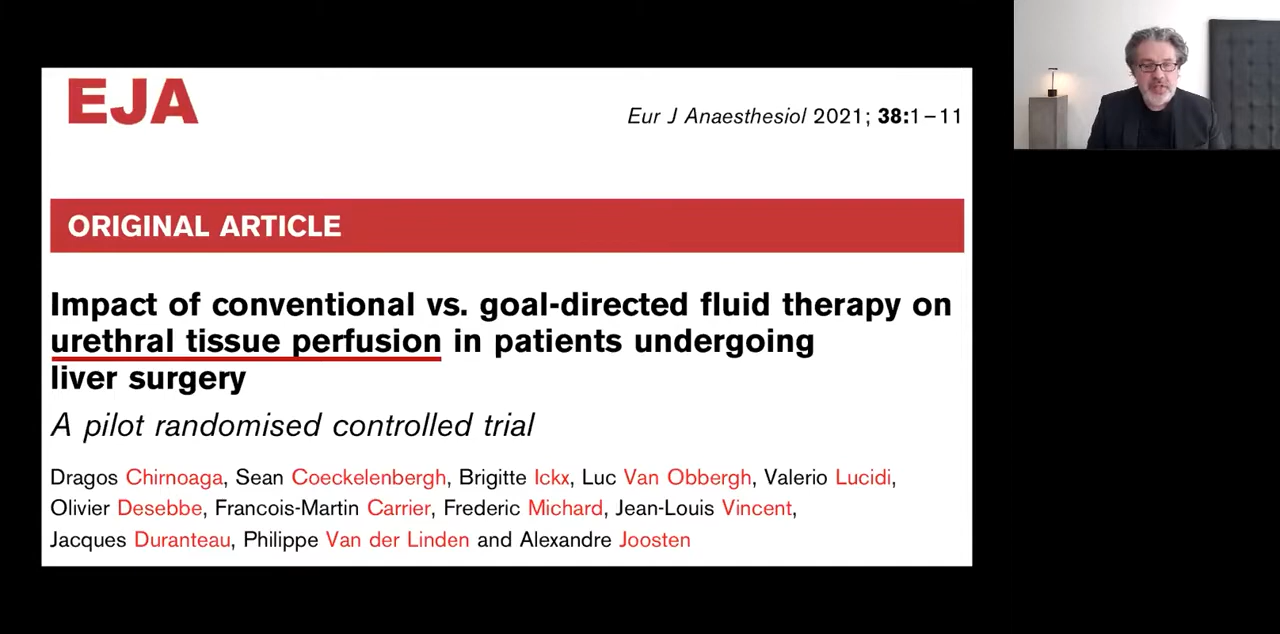 EJA
Eur J Anaesthesiol 2021; 38:1–11
ORIGINAL ARTICLE
Impact of conventional vs. goal-directed fluid therapy on
urethral tissue perfusion in patients undergoing
liver surgery
A pilot randomised controlled trial
Dragos Chirnoaga, Sean Coeckelenbergh, Brigitte Ickx, Luc Van Obbergh, Valerio Lucidi,
Olivier Desebbe, Francois-Martin Carrier, Frederic Michard, Jean-Louis Vincent,
Jacques Duranteau, Philippe Van der Linden and Alexandre Joosten